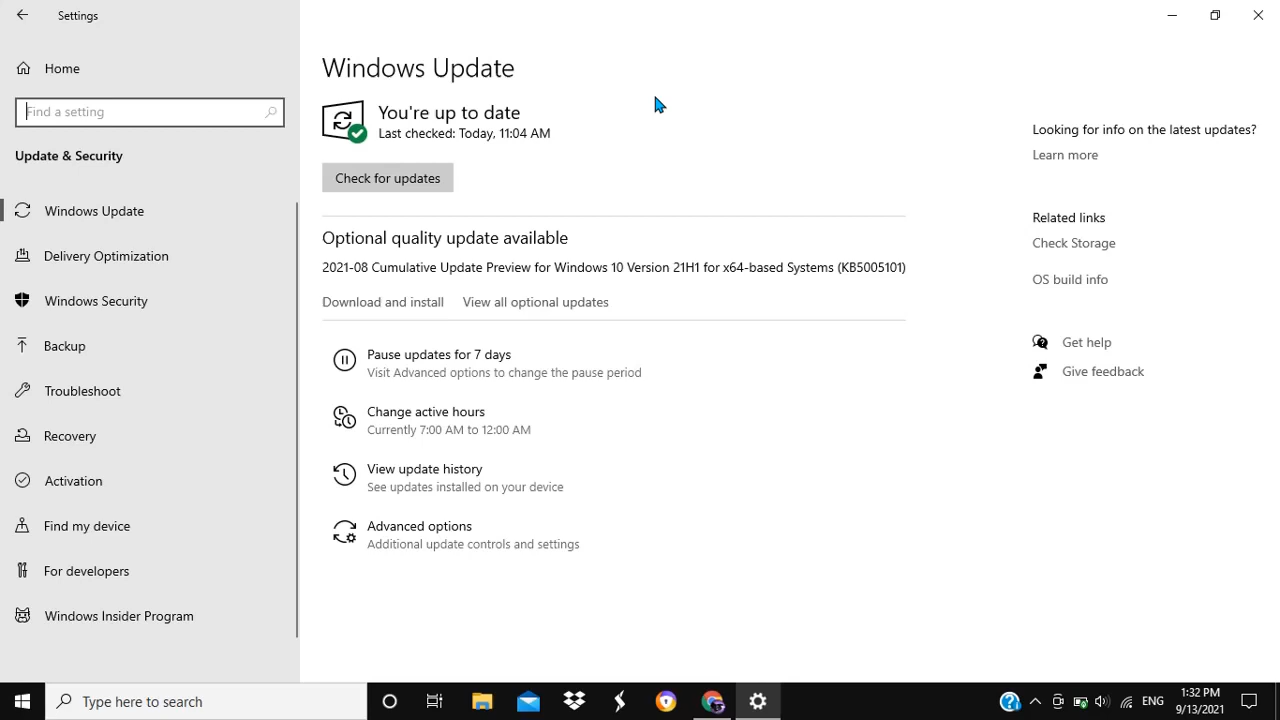 Settings
Home
Find a setting
Update & Security
Windows Update
Delivery Optimization
Windows Security
Backup
Troubleshoot
Recovery
Activation
Find my device
For developers
Windows Insider Program
Windows Update
You're up to date
Last checked: Today, 11:04 AM
Check for updates
Optional quality update available
2021-08 Cumulative Update Preview for Windows 10 Version 21H1 for x64-based Systems (KB5005101)
Download and install View all optional updates
Pause updates for 7 days
Visit Advanced options to change the pause period
Change active hours
Currently 7:00 AM to 12:00 AM
View update history
See updates installed on your device
Advanced options
Additional update controls and settings
Looking for info on the latest updates?
Learn more
Related links
Check Storage
OS build info
Get help
Give feedback
Type here to search
ENG
1:32 PM
9/13/2021